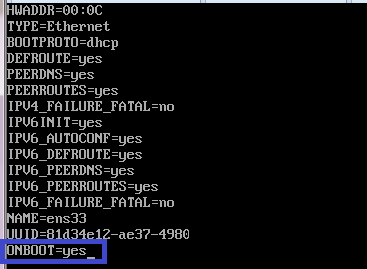 HWADDR=00:0C
TYPE=Ethernet
BOOTPROTO=dhcp
DEFROUTE=yes
PEERDNS=yes
PEERROUTES=yes
IPV4_FAILURE_FATAL=no
IPV6INIT=yes
IPV6_AUTOCONF=yes
IPV6_DEFROUTE=yes
IPV6_PEERDNS=yes
IPV6_PEERROUTES=yes
IPV6_FAILURE_FATAL=no
NAME=ens33
UUID=81d34e12-ae37-4980
ONBOOT=yes_